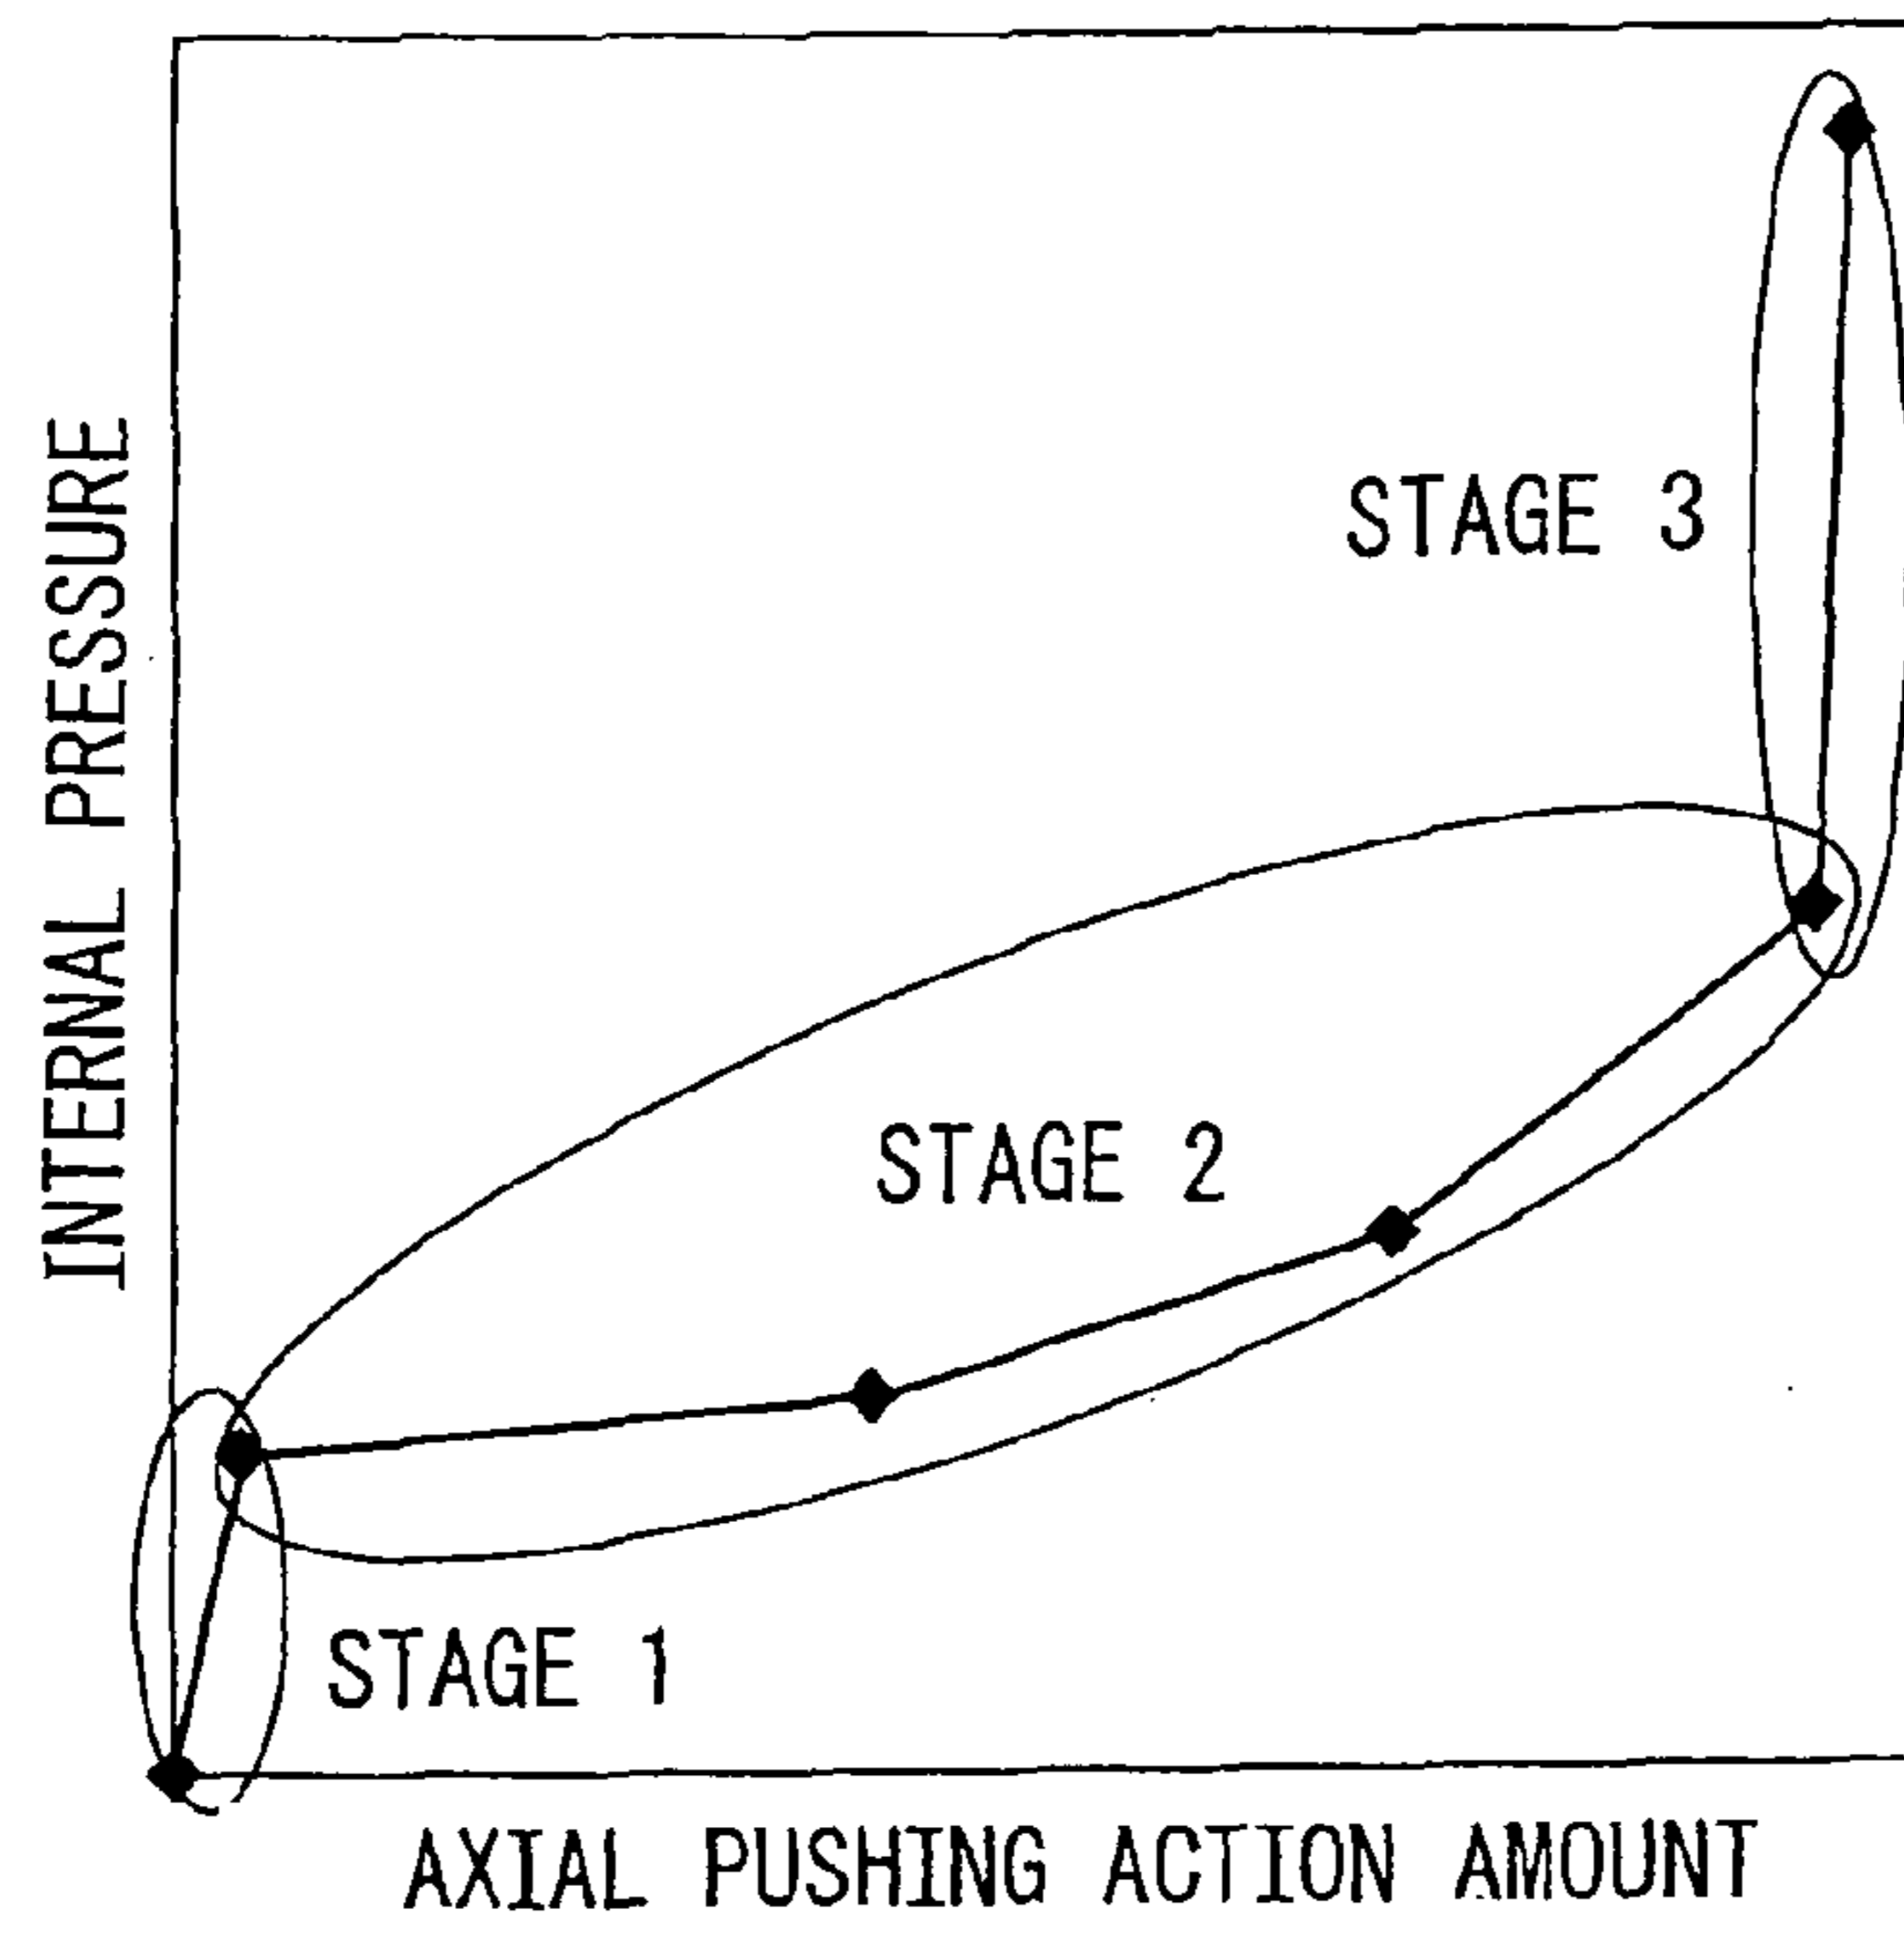 INTERNAL PRESSURE
STAGE 3
STAGE 2
STAGE 1
AXIAL PUSHING ACTION AMOUNT